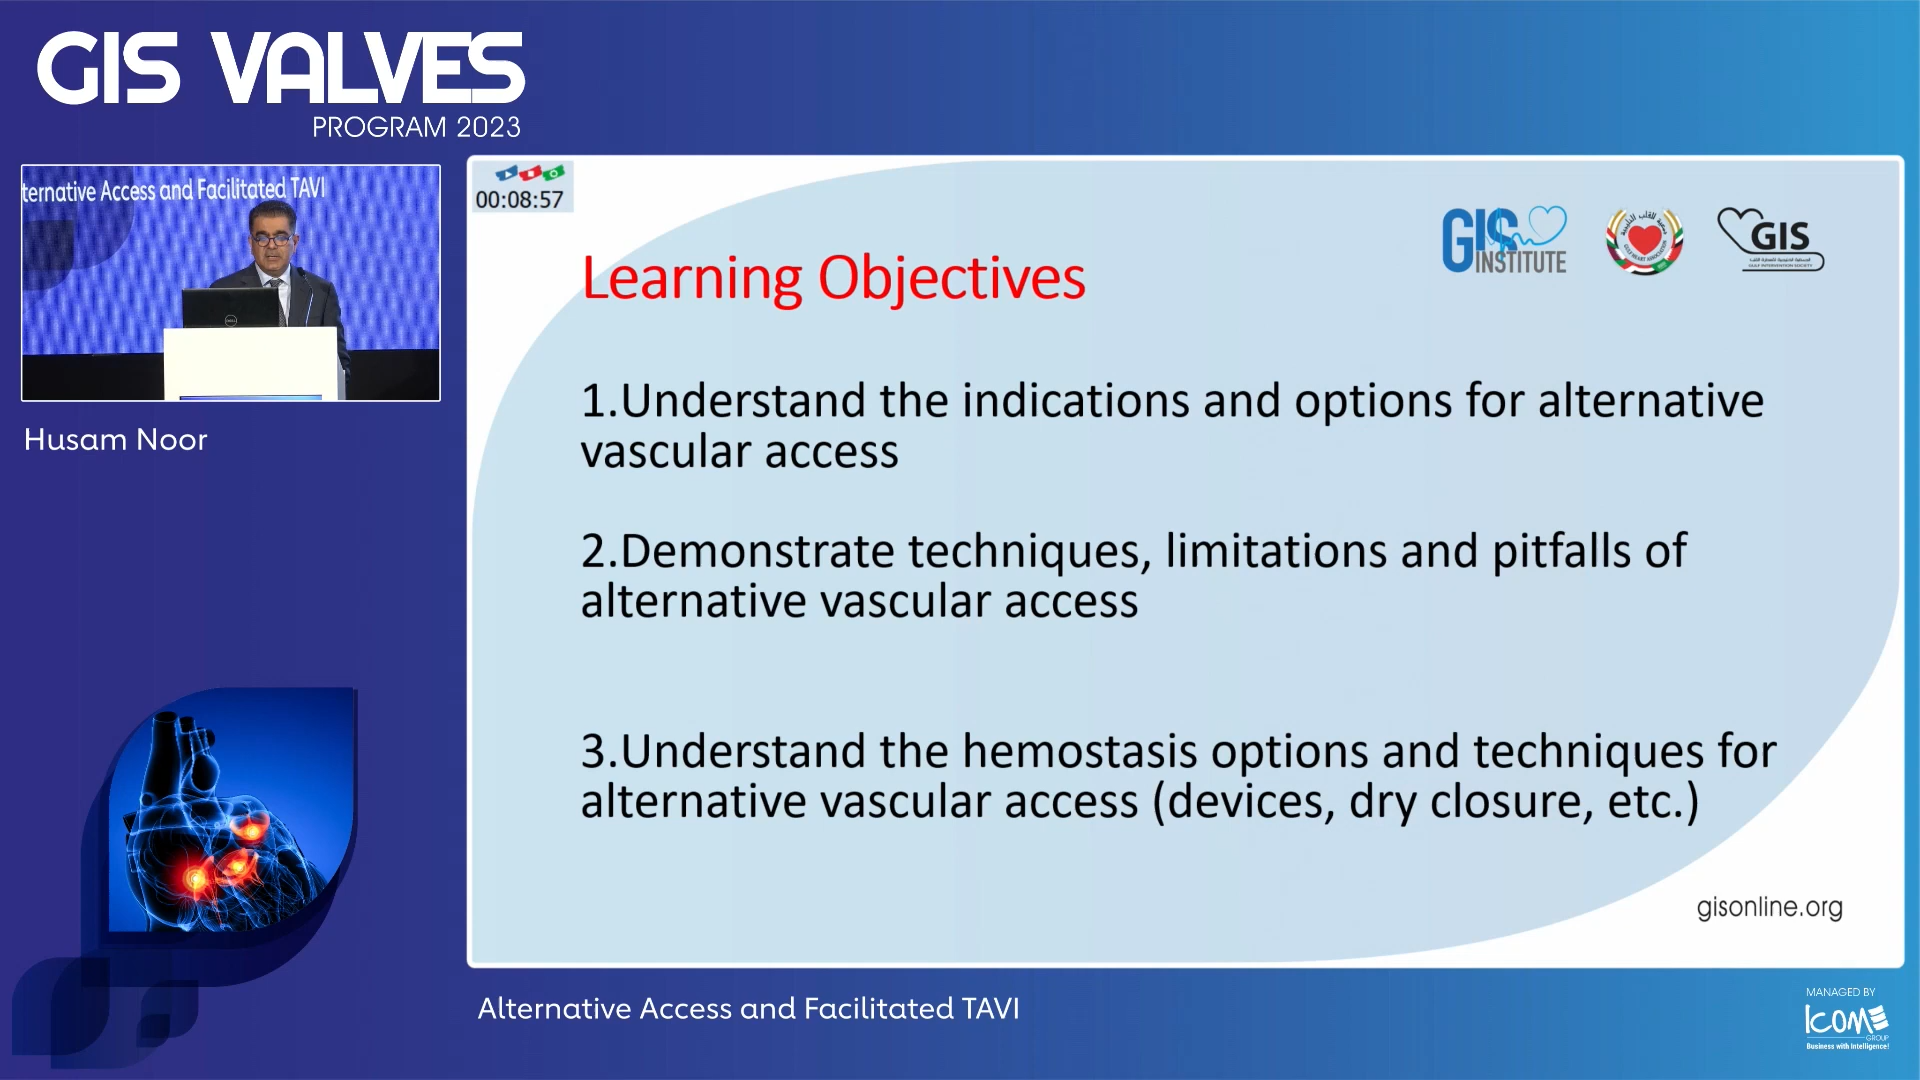 GIS VALVES
PROGRAM 2023
ternative Access and Facilitated TAVI
Husam Noor
00:08:57
GIS
INSTITUTE
GIS
Learning Objectives
1.Understand the indications and options for alternative
vascular access
2.Demonstrate techniques, limitations and pitfalls of
alternative vascular access
3.Understand the hemostasis options and techniques for
alternative vascular access (devices, dry closure, etc.)
gisonline.org
Alternative Access and Facilitated TAVI
MANAGED BY
ICOME
GROUP
Business with Intelligence!